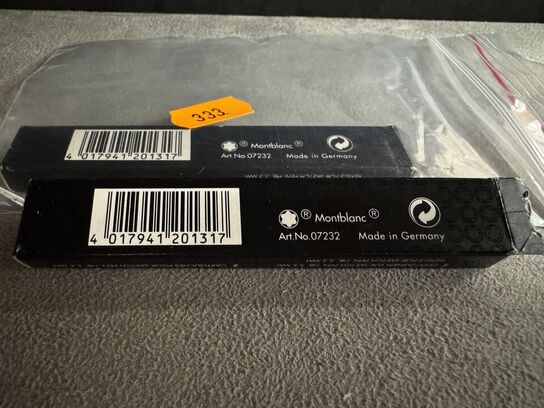 333.
4 017941 201317
® Montblanc ®
Art.No.07232 Made in Germany
4 017941 201317
® Montblanc ®
Art.No.07232 Made in Germany